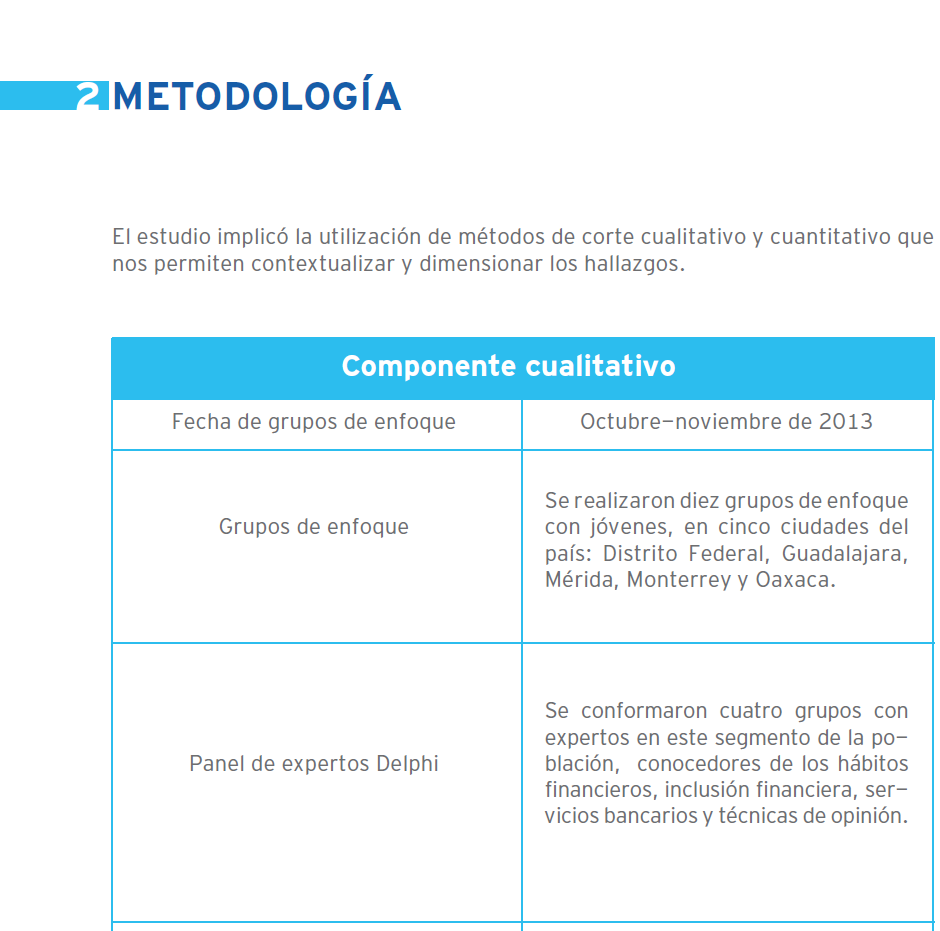 2 METODOLOGÍA
El estudio implicó la utilización de métodos de corte cualitativo y cuantitativo que
nos permiten contextualizar y dimensionar los hallazgos.
Componente cualitativo
Fecha de grupos de enfoque
Octubre–noviembre de 2013
Grupos de enfoque
Se realizaron diez grupos de enfoque
con jóvenes, en cinco ciudades del
país: Distrito Federal, Guadalajara,
Mérida, Monterrey y Oaxaca.
Panel de expertos Delphi
Se conformaron cuatro grupos con
expertos en este segmento de la po–
blación, conocedores de los hábitos
financieros, inclusión financiera, ser–
vicios bancarios y técnicas de opinión.